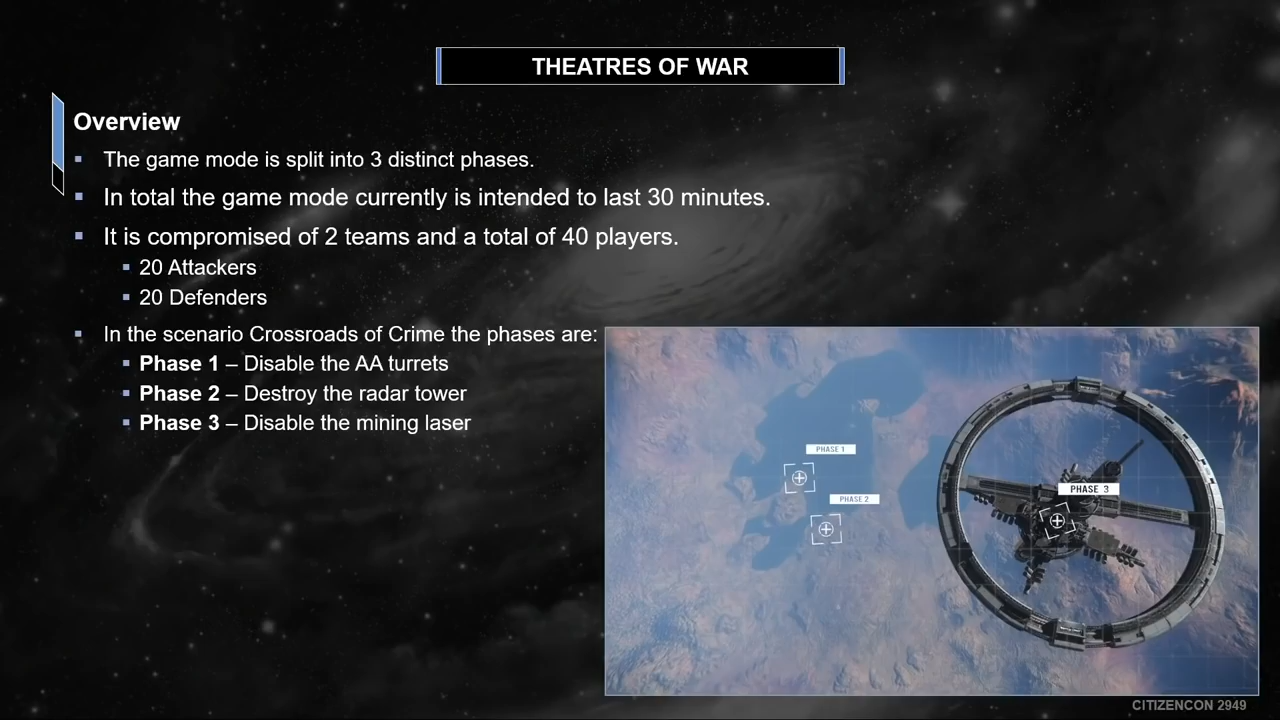 THEATRES OF WAR
Overview
The game mode is split into 3 distinct phases.
In total the game mode currently is intended to last 30 minutes.
It is compromised of 2 teams and a total of 40 players.
20 Attackers
20 Defenders
In the scenario Crossroads of Crime the phases are:
Phase 1 – Disable the AA turrets
Phase 2 – Destroy the radar tower
Phase 3 – Disable the mining laser
PHASE 1
PHASE 2
PHASE 3
CITIZENCON 2949